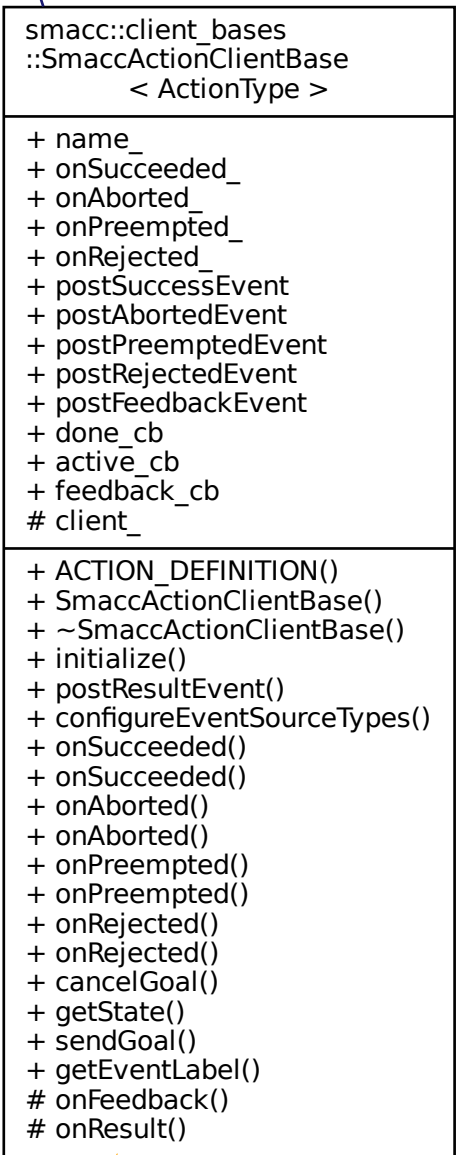 smacc::client_bases
::SmaccActionClientBase
< ActionType >
+ name_
+ onSucceeded_
+ onAborted_
+ onPreempted_
+ onRejected_
+ postSuccessEvent
+ postAbortedEvent
+ postPreemptedEvent
+ postRejectedEvent
+ postFeedbackEvent
+ done_cb
+ active_cb
+ feedback_cb
# client_
+ ACTION_DEFINITION()
+ SmaccActionClientBase()
+ ~SmaccActionClientBase()
+ initialize()
+ postResultEvent()
+ configureEventSourceTypes()
+ onSucceeded()
+ onSucceeded()
+ onAborted()
+ onAborted()
+ onPreempted()
+ onPreempted()
+ onRejected()
+ onRejected()
+ cancelGoal()
+ getState()
+ sendGoal()
+ getEventLabel()
# onFeedback()
# onResult()